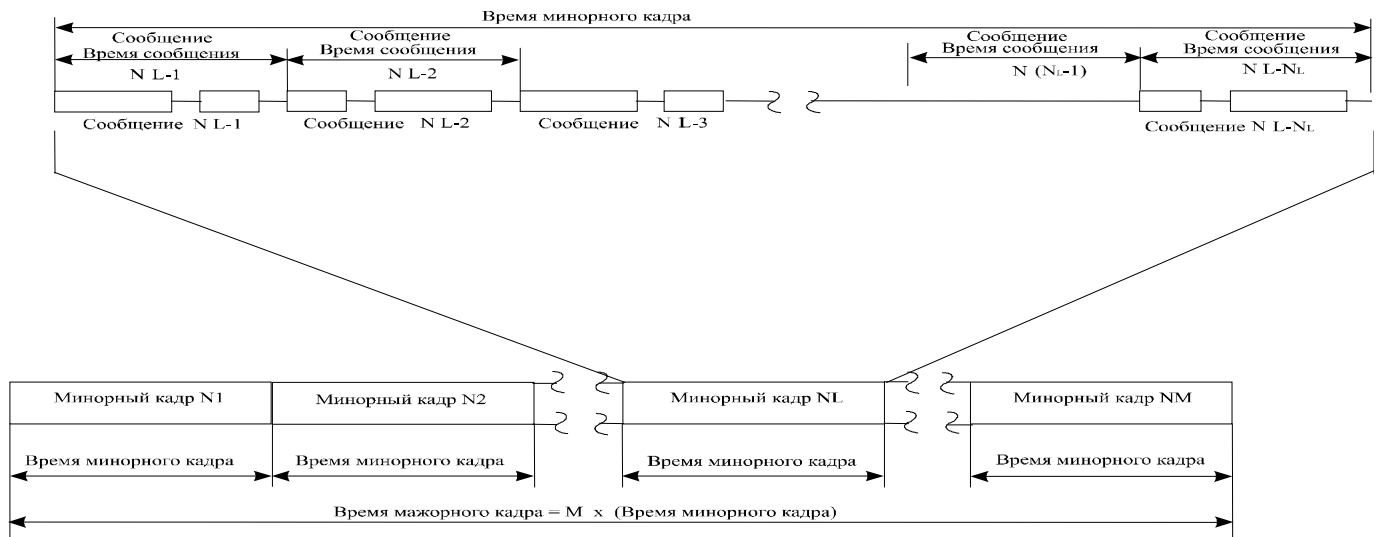 Время минорного кадра
Сообщение
Время сообщения
N L-1
Сообщение
Время сообщения
N L-2
Сообщение
Время сообщения
N (NL-1)
Сообщение
Время сообщения
N L-NL
Сообщение N L-1
Сообщение N L-2
Сообщение N L-3
Сообщение N L-NL
Минорный кадр N1
Минорный кадр N2
Минорный кадр NL
Минорный кадр NM
Время минорного кадра
Время минорного кадра
Время минорного кадра
Время минорного кадра
Время мажорного кадра = M x (Время минорного кадра)